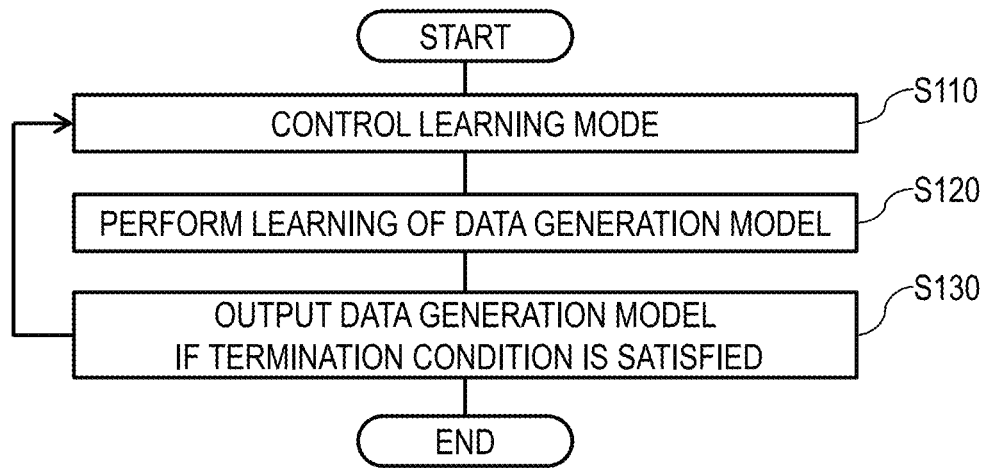 START
CONTROL LEARNING MODE
S110
PERFORM LEARNING OF DATA GENERATION MODEL
S120
OUTPUT DATA GENERATION MODEL
IF TERMINATION CONDITION IS SATISFIED
S130
END